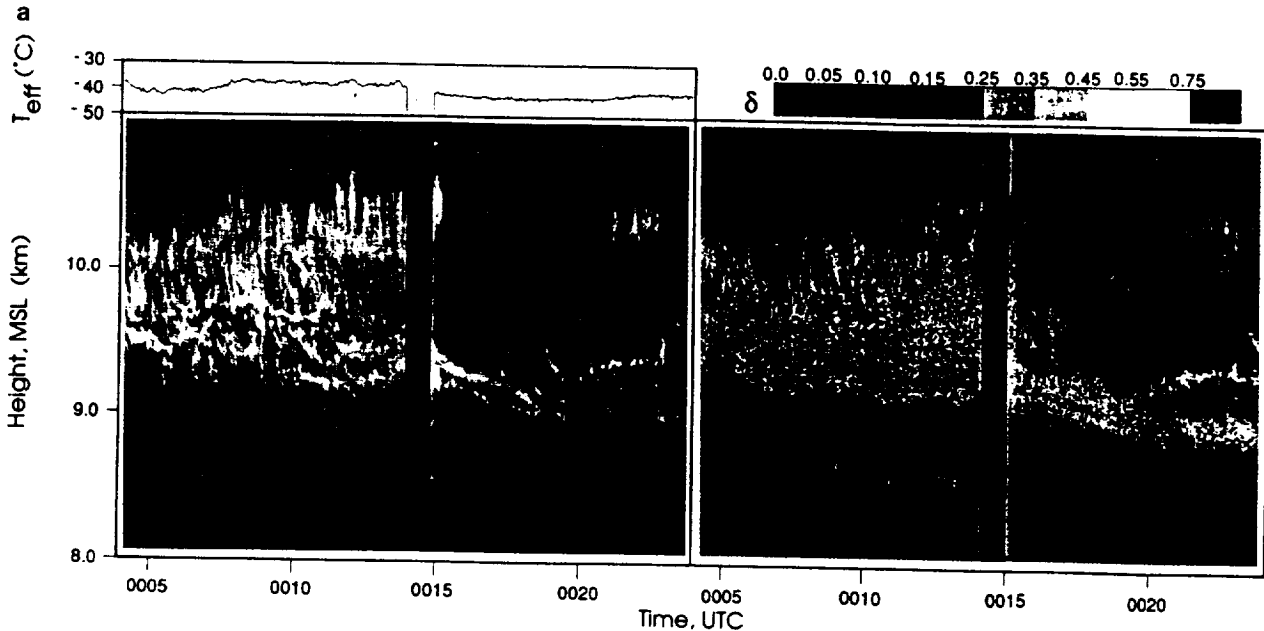 a
T eff (°C)
-30
-40
-50
δ
0.0 0.05 0.10 0.15 0.25 0.35 0.45 0.55 0.75
Height, MSL (km)
10.0
9.0
8.0
0005 0010 0015 0020 0005 0010 0015 0020
Time, UTC